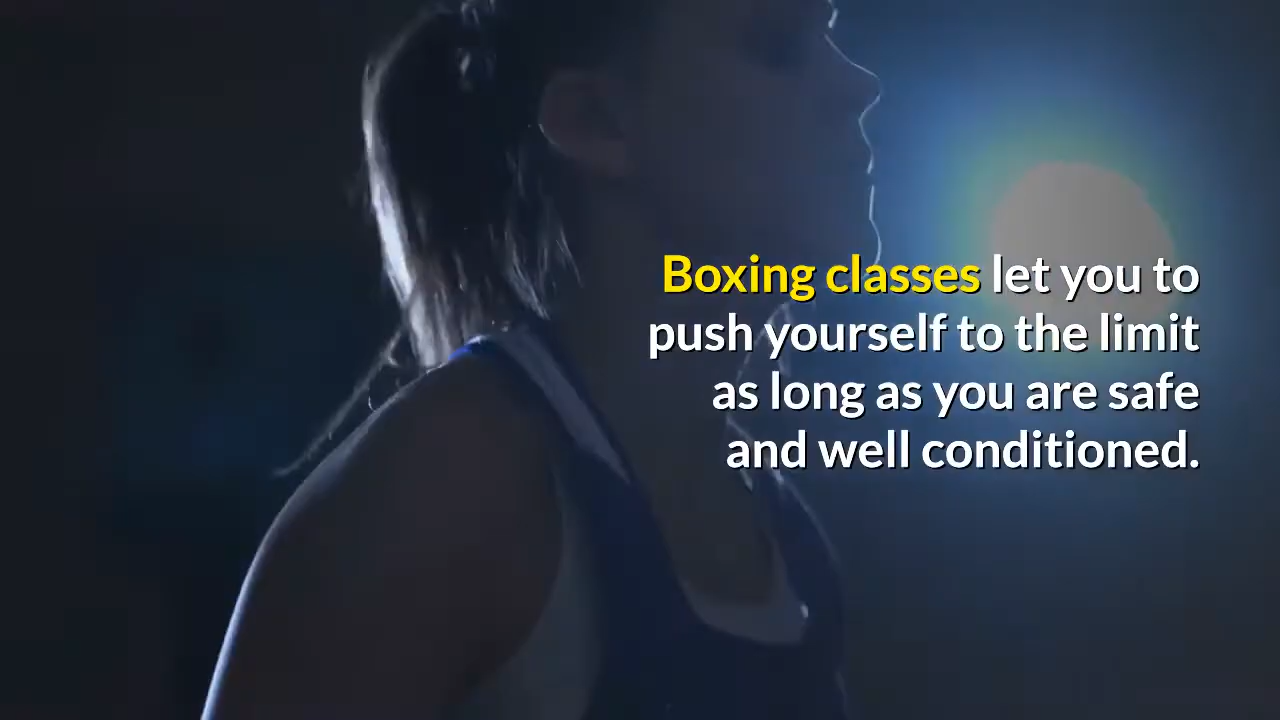 Boxing classes let you to
push yourself to the limit
as long as you are safe
and well conditioned.